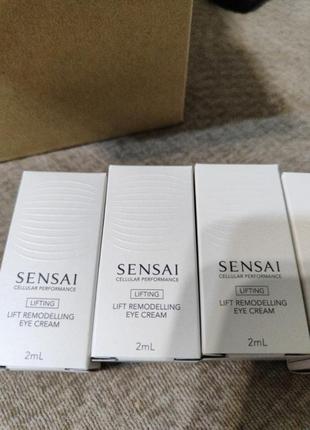 SENSAI
CELLULAR PERFORMANCE
LIFTING
LIFT REMODELLING
EYE CREAM
2mL
SENSAI
CELLULAR PERFORMANCE
LIFTING
LIFT REMODELLING
EYE CREAM
2mL
SENSAI
CELLULAR PERFORMANCE
LIFTING
LIFT REMODELLING
EYE CREAM
2mL